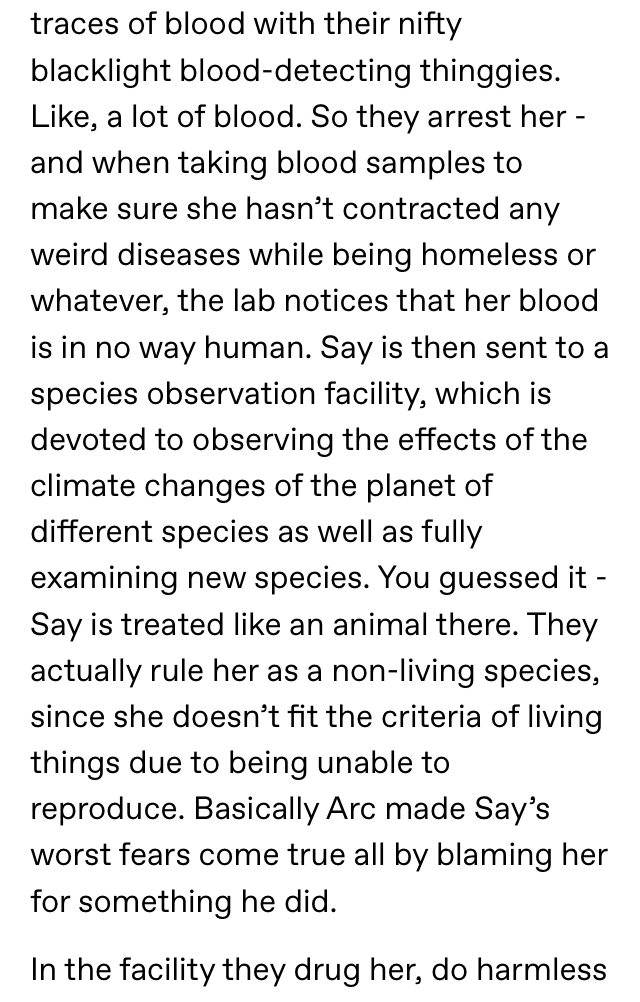 traces of blood with their nifty
blacklight blood-detecting thinggies.
Like, a lot of blood. So they arrest her -
and when taking blood samples to
make sure she hasn’t contracted any
weird diseases while being homeless or
whatever, the lab notices that her blood
is in no way human. Say is then sent to a
species observation facility, which is
devoted to observing the effects of the
climate changes of the planet of
different species as well as fully
examining new species. You guessed it -
Say is treated like an animal there. They
actually rule her as a non-living species,
since she doesn’t fit the criteria of living
things due to being unable to
reproduce. Basically Arc made Say’s
worst fears come true all by blaming her
for something he did.
In the facility they drug her, do harmless